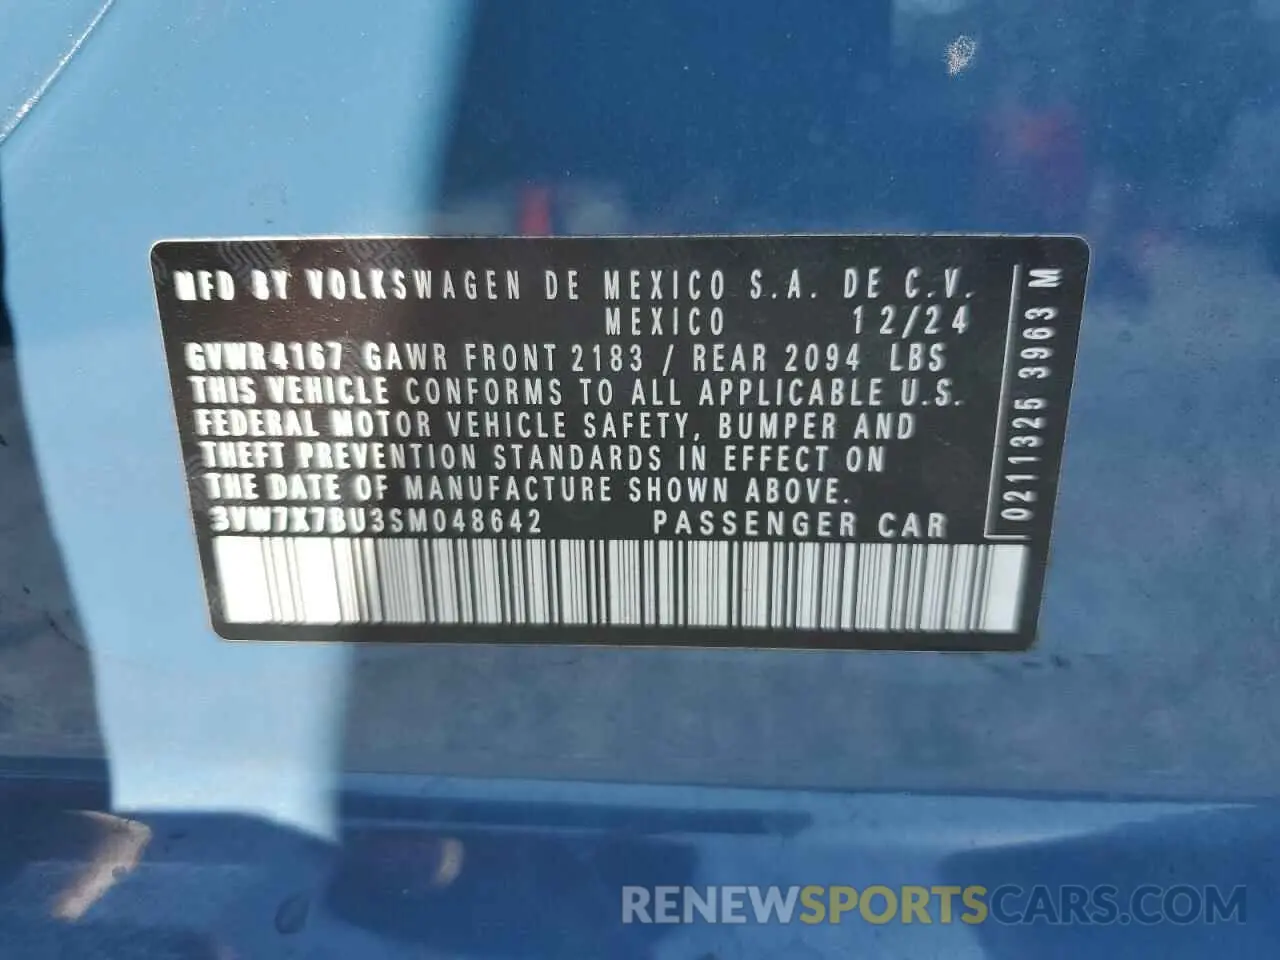 MFD BY VOLKSWAGEN DE MEXICO S.A. DE C.V.
MEXICO 12/24
GVWR4167 GAWR FRONT 2183 / REAR 2094 LBS
THIS VEHICLE CONFORMS TO ALL APPLICABLE U.S.
FEDERAL MOTOR VEHICLE SAFETY, BUMPER AND
THEFT PREVENTION STANDARDS IN EFFECT ON
THE DATE OF MANUFACTURE SHOWN ABOVE.
3VW7X7BU3SM048642 PASSENGER CAR
0211325 3963 M
RENEWSPORTSCARS.COM